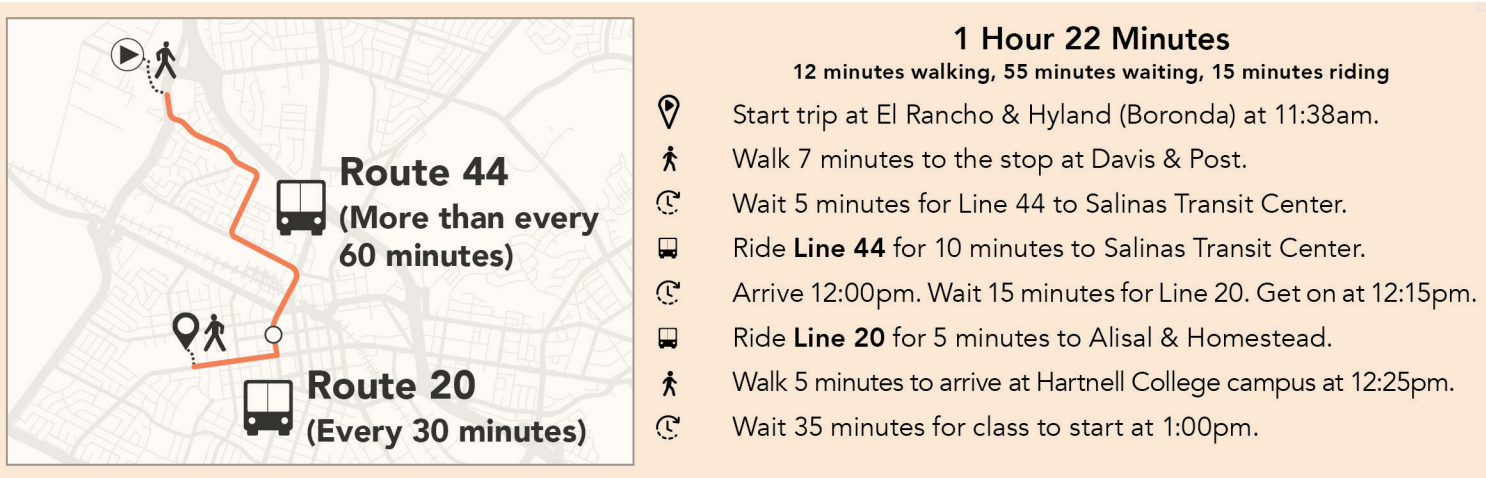 Route 44
(More than every
60 minutes)
Route 20
(Every 30 minutes)
1 Hour 22 Minutes
12 minutes walking, 55 minutes waiting, 15 minutes riding
Start trip at El Rancho & Hyland (Boronda) at 11:38am.
Walk 7 minutes to the stop at Davis & Post.
Wait 5 minutes for Line 44 to Salinas Transit Center.
Ride Line 44 for 10 minutes to Salinas Transit Center.
Arrive 12:00pm. Wait 15 minutes for Line 20. Get on at 12:15pm.
Ride Line 20 for 5 minutes to Alisal & Homestead.
Walk 5 minutes to arrive at Hartnell College campus at 12:25pm.
Wait 35 minutes for class to start at 1:00pm.